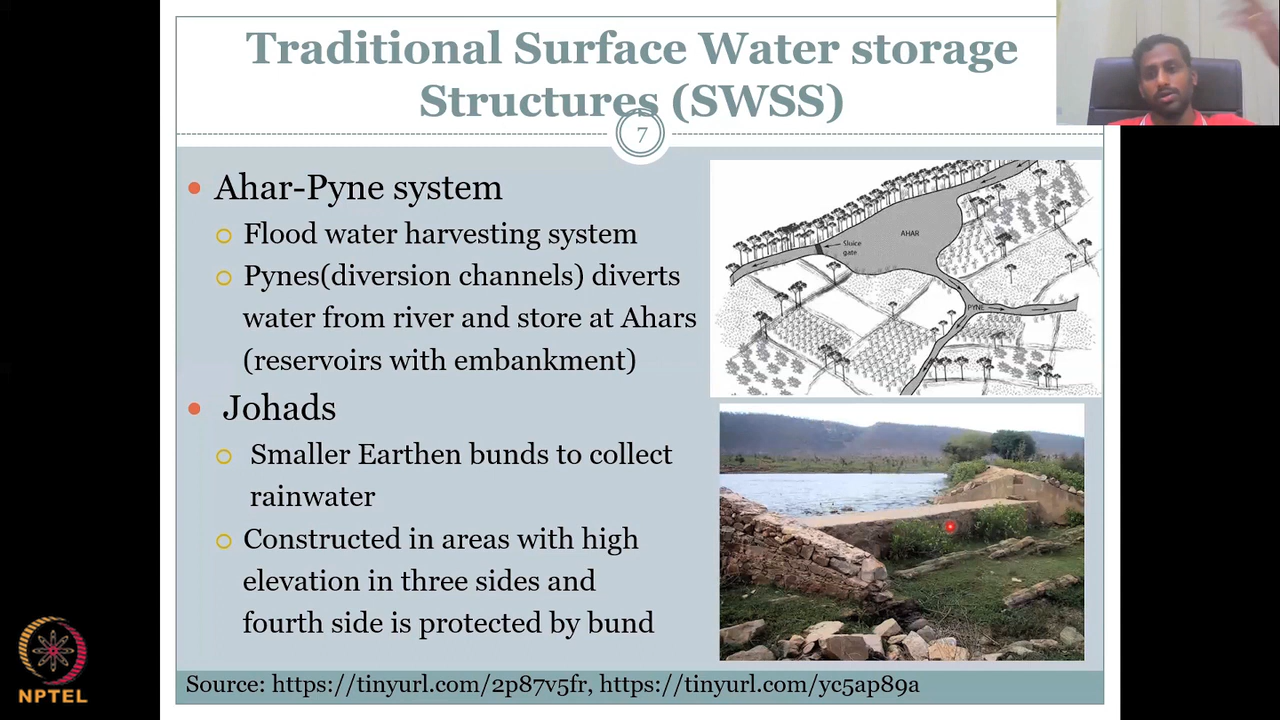 Traditional Surface Water storage
Structures (SWSS)
7
Ahar-Pyne system
Flood water harvesting system
Pynes(diversion channels) diverts
water from river and store at Ahars
(reservoirs with embankment)
Johads
Smaller Earthen bunds to collect
rainwater
Constructed in areas with high
elevation in three sides and
fourth side is protected by bund
AHAR
Sluice
gate
PYNE
Source: https://tinyurl.com/2p87v5fr, https://tinyurl.com/yc5ap89a
NPTEL